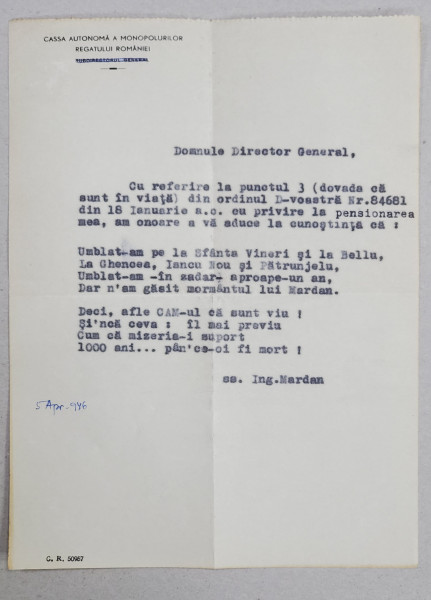 CASSA AUTONOMĂ A MONOPOLURILOR
REGATULUI ROMÂNIEI
Domnule Director General,
Cu referire la punctul 3 (dovada că
sunt în viață) din ordinul D-voastră Nr.84681
din 18 Ianuarie a.c. cu privire la pensionarea
mea, am onoare a vă aduce la cunoștință că :
Umblat-am pe la Sfânta Vineri și la Bellu,
La Ghencea, Iancu Nou și Pătrunjelu,
Umblat-am -în zadar- aproape-un an,
Dar n'am găsit mormântul lui Mardan.
Deci, afle CAM-ul că sunt viu !
Și'ncă ceva : îl mai previu
Cum că mizeria-i suport
1000 ani... pân'ce-oi fi mort !
ss. Ing.Mardan
5 Apr. 946
G. R. 50967